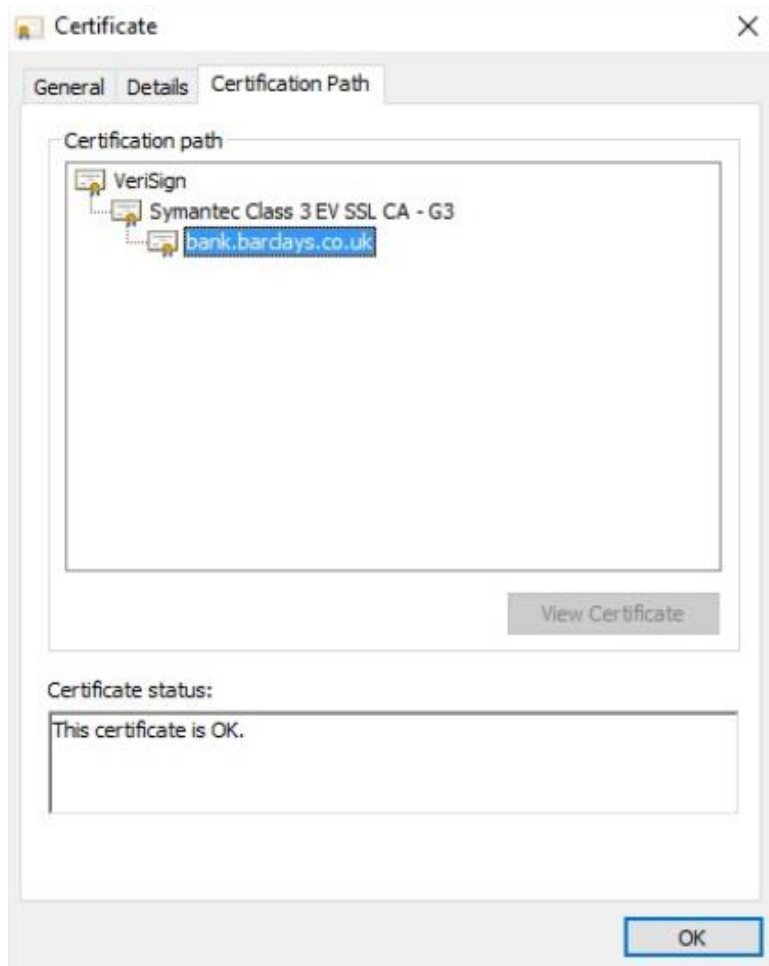 Certificate
General Details Certification Path
Certification path
VeriSign
Symantec Class 3 EV SSL CA - G3
bank.barclays.co.uk
View Certificate
Certificate status:
This certificate is OK.
OK